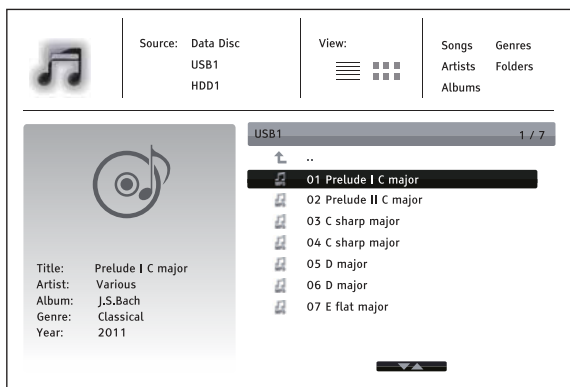 Source: Data Disc
USB1
HDD1
View:
Songs Genres
Artists Folders
Albums
USB1 1 / 7
..
01 Prelude I C major
02 Prelude II C major
03 C sharp major
04 C sharp major
05 D major
06 D major
07 E flat major
Title: Prelude I C major
Artist: Various
Album: J.S.Bach
Genre: Classical
Year: 2011